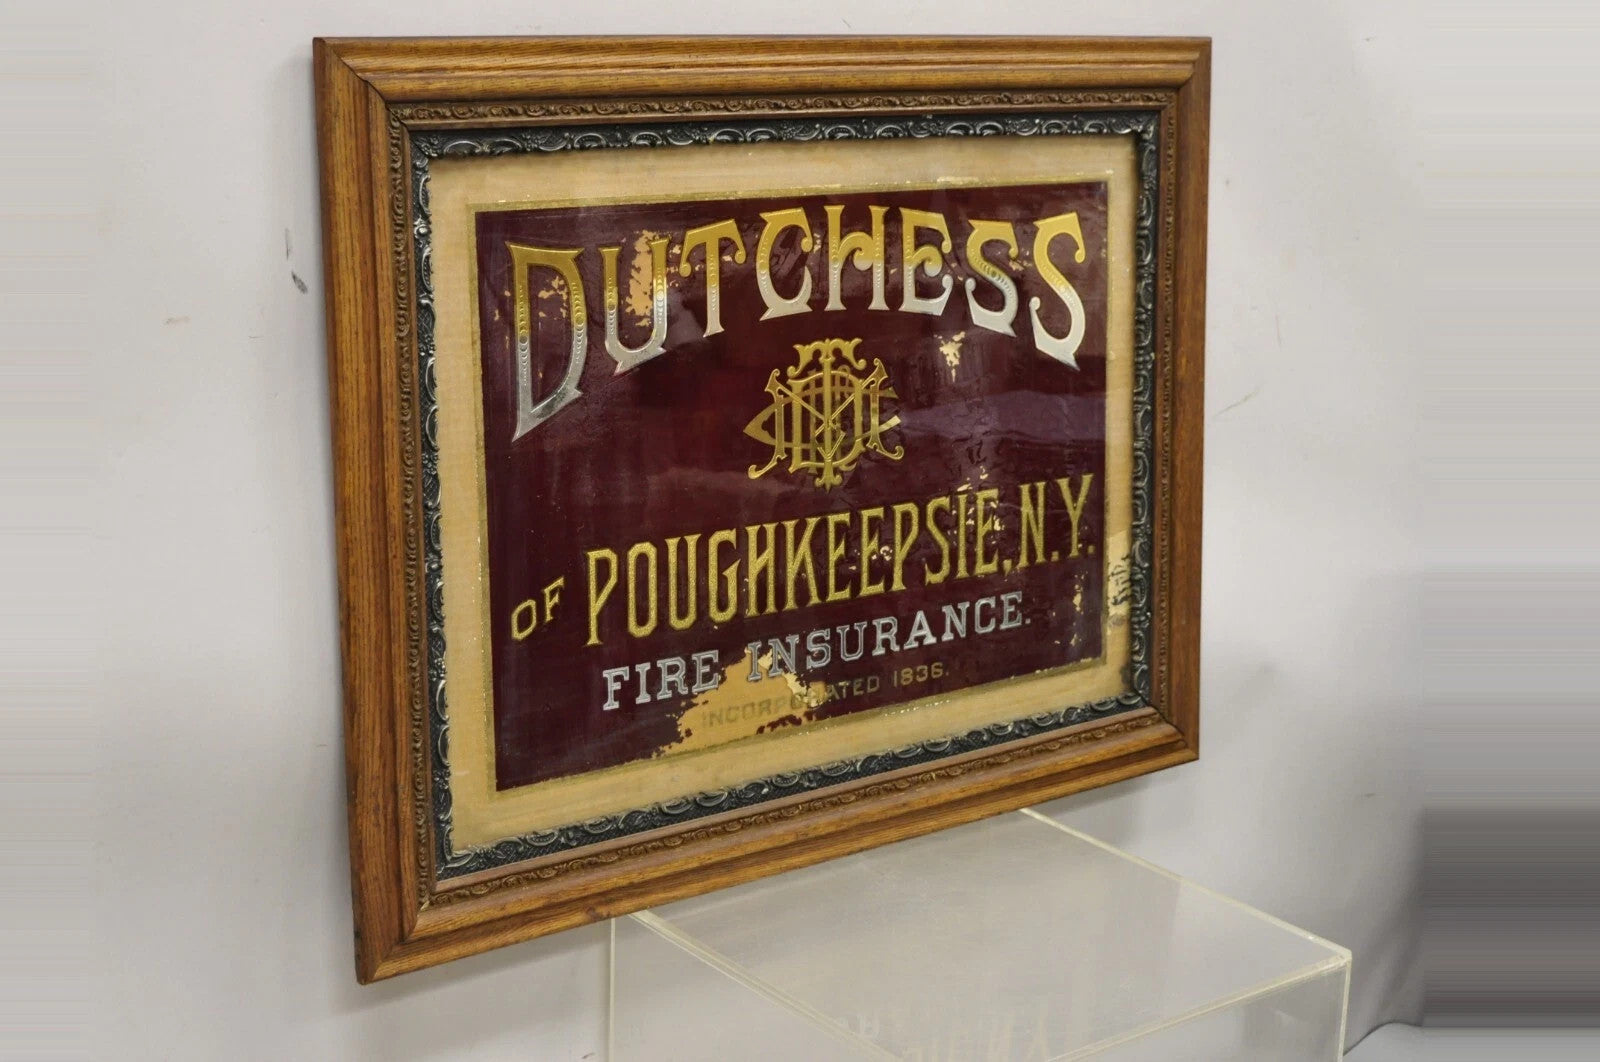 DUTCHESS
OF POUGHKEEPSIE, N.Y.
FIRE INSURANCE.
INCORPORATED 1836.